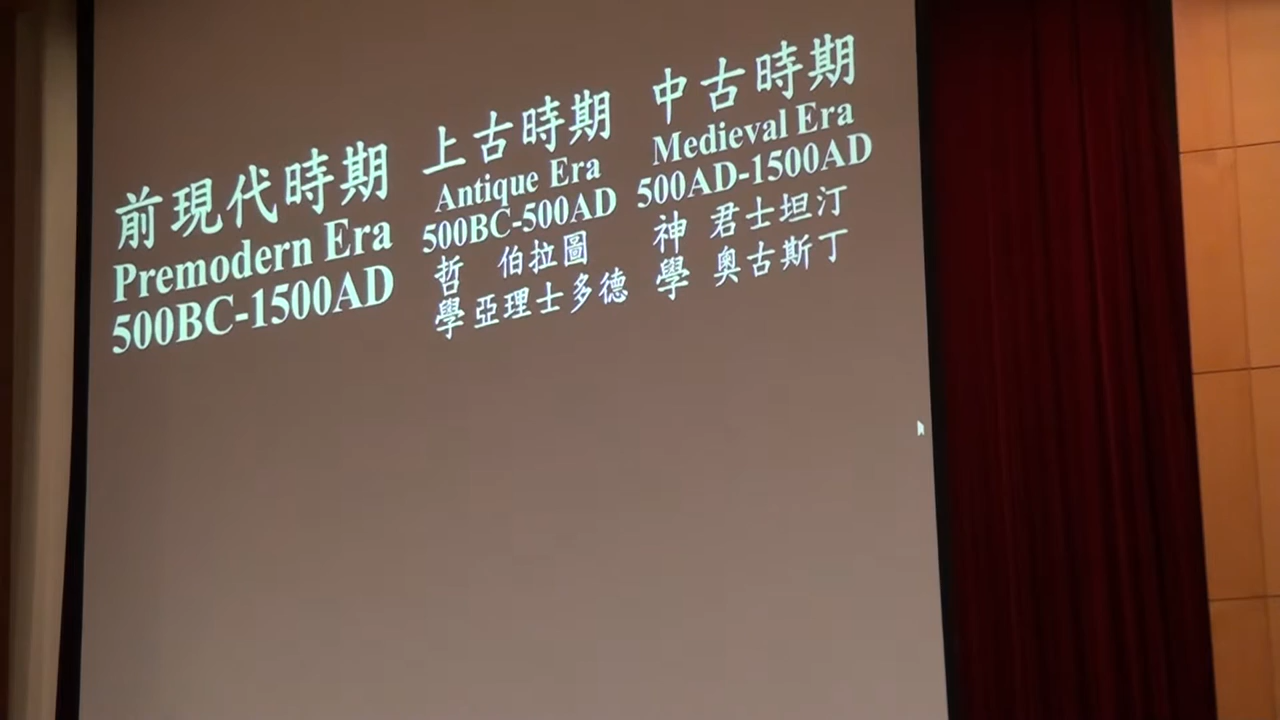 前現代時期
Premodern Era
500BC-1500AD
上古時期
Antique Era
500BC-500AD
哲學
伯拉圖
亞理士多德
中古時期
Medieval Era
500AD-1500AD
神學
君士坦汀
奧古斯丁